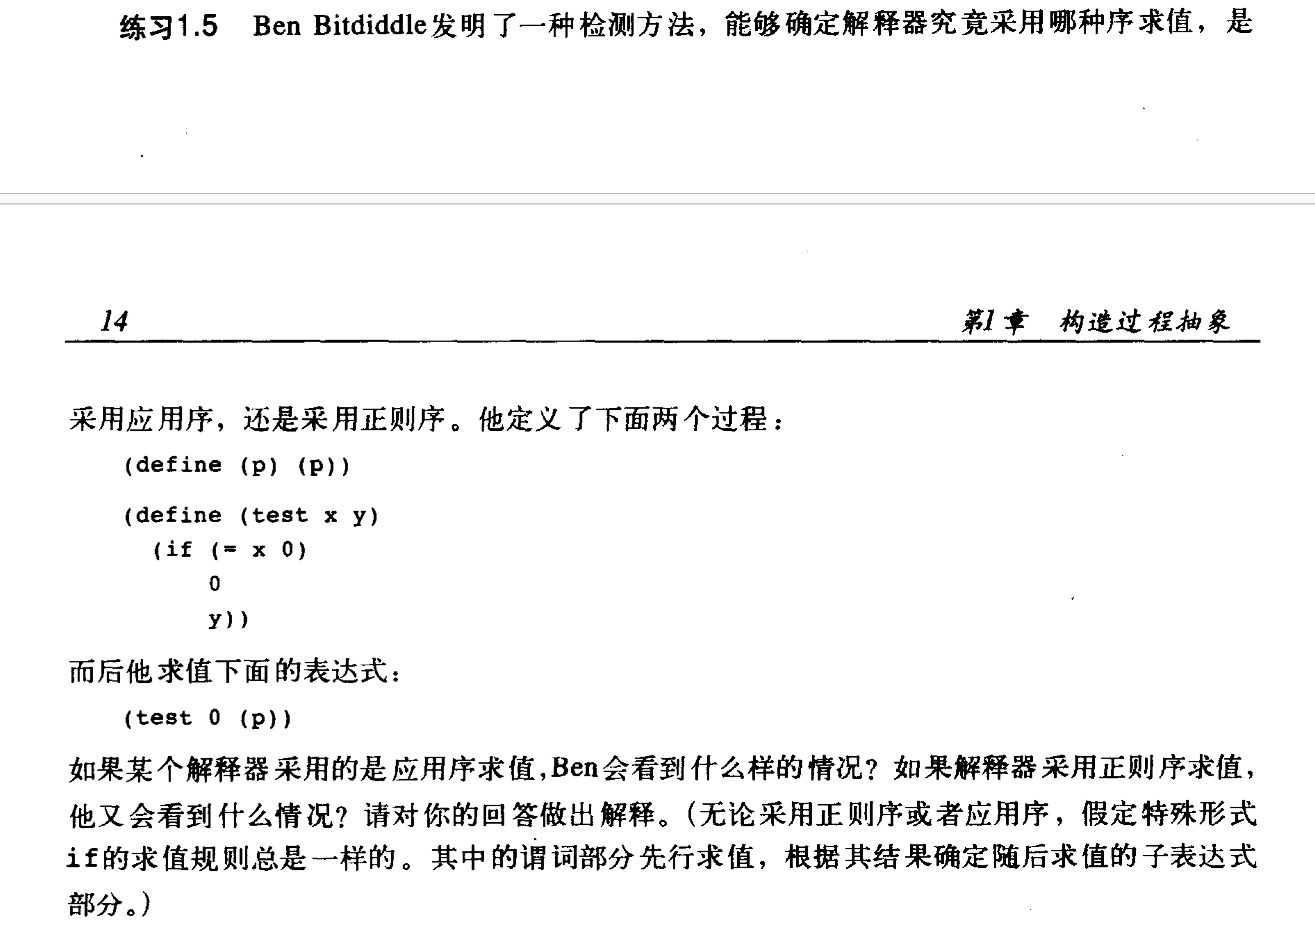 练习1.5 Ben Bitdiddle发明了一种检测方法，能够确定解释器究竟采用哪种序求值，是
14 第1章 构造过程抽象
采用应用序，还是采用正则序。他定义了下面两个过程：
(define (p) (p))
(define (test x y)
(if (= x 0)
0
y))
而后他求值下面的表达式：
(test 0 (p))
如果某个解释器采用的是应用序求值,Ben会看到什么样的情况？如果解释器采用正则序求值，
他又会看到什么情况？请对你的回答做出解释。（无论采用正则序或者应用序，假定特殊形式
if的求值规则总是一样的。其中的谓词部分先行求值，根据其结果确定随后求值的子表达式
部分。）